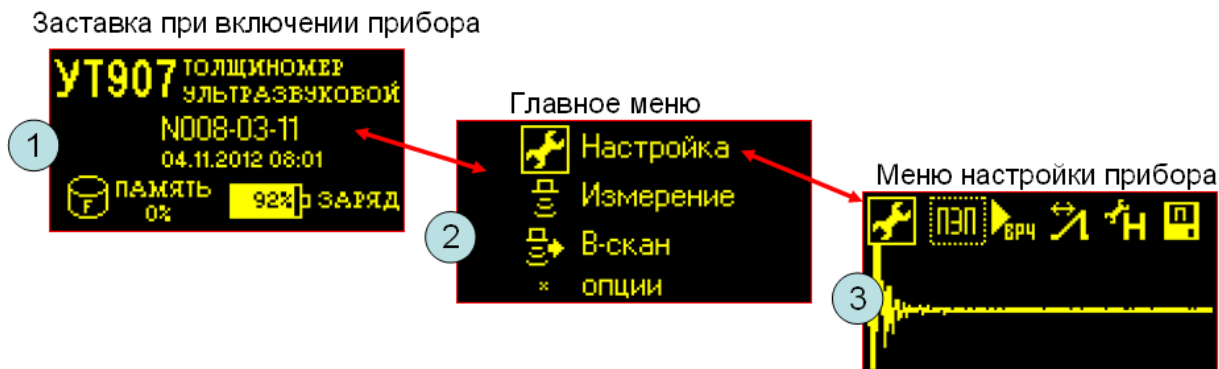 Заставка при включении прибора
УТ907 ТОЛЩИНОМЕР
УЛЬТРАЗВУКОВОЙ
N008-03-11
04.11.2012 08:01
F ПАМЯТЬ
0%
92% ЗАРЯД
1
Главное меню
Настройка
Измерение
В-скан
опции
2
Меню настройки прибора
ПЭП ВРЧ Н П
3